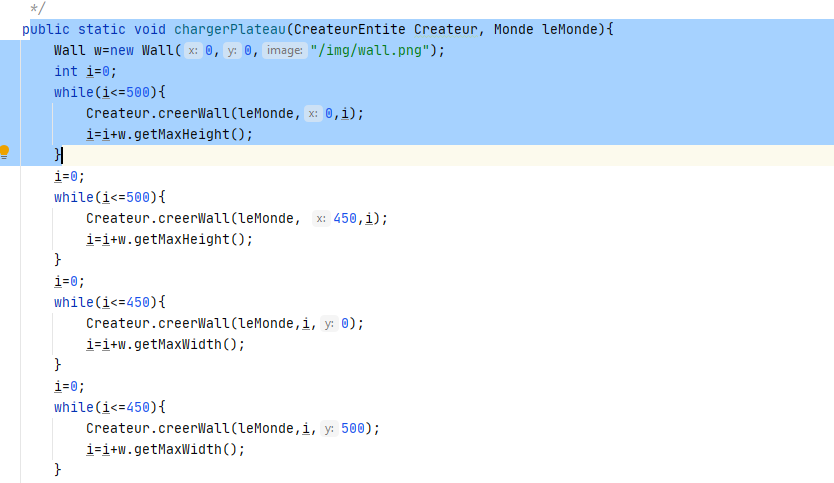 */
public static void chargerPlateau(CreateurEntite Createur, Monde leMonde){
Wall w=new Wall( x: 0, y: 0, image: "/img/wall.png");
int i=0;
while(i<=500){
Createur.creerWall(leMonde, x: 0,i);
i=i+w.getMaxHeight();
}
i=0;
while(i<=500){
Createur.creerWall(leMonde, x: 450,i);
i=i+w.getMaxHeight();
}
i=0;
while(i<=450){
Createur.creerWall(leMonde,i, y: 0);
i=i+w.getMaxWidth();
}
i=0;
while(i<=450){
Createur.creerWall(leMonde,i, y: 500);
i=i+w.getMaxWidth();
}